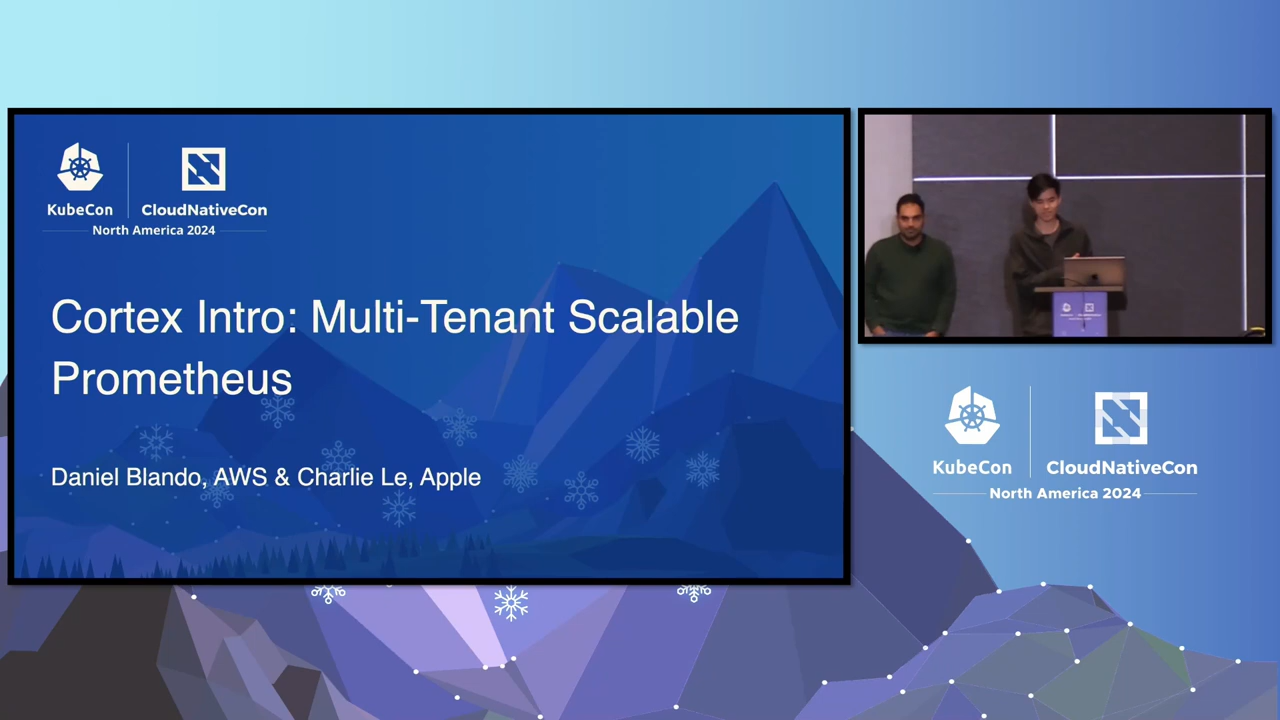 KubeCon
CloudNativeCon
North America 2024
Cortex Intro: Multi-Tenant Scalable
Prometheus
Daniel Blando, AWS & Charlie Le, Apple
KubeCon
CloudNativeCon
North America 2024